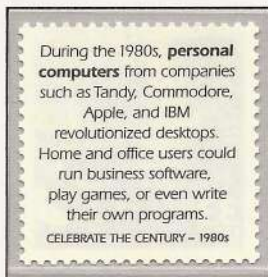 During the 1980s, personal
computers from companies
such as Tandy, Commodore,
Apple, and IBM
revolutionized desktops.
Home and office users could
run business software,
play games, or even write
their own programs.
CELEBRATE THE CENTURY – 1980s